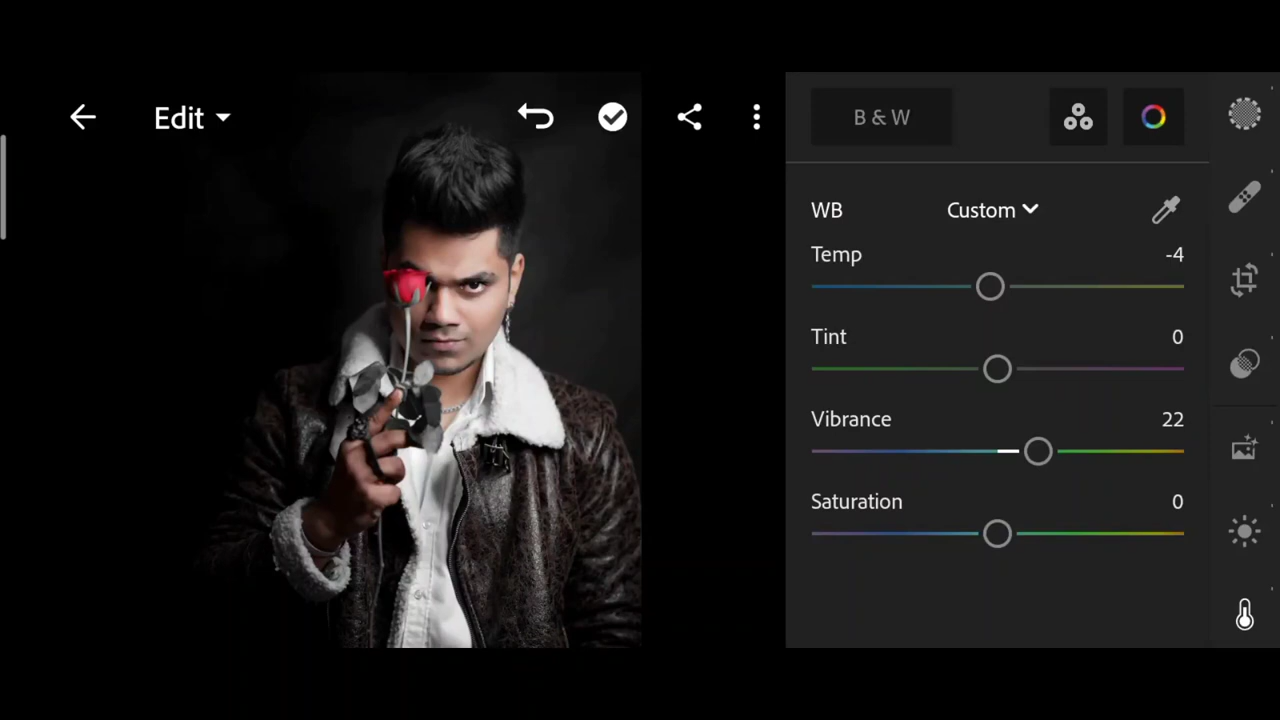 Edit
B & W
WB Custom
Temp -4
Tint 0
Vibrance 22
Saturation 0